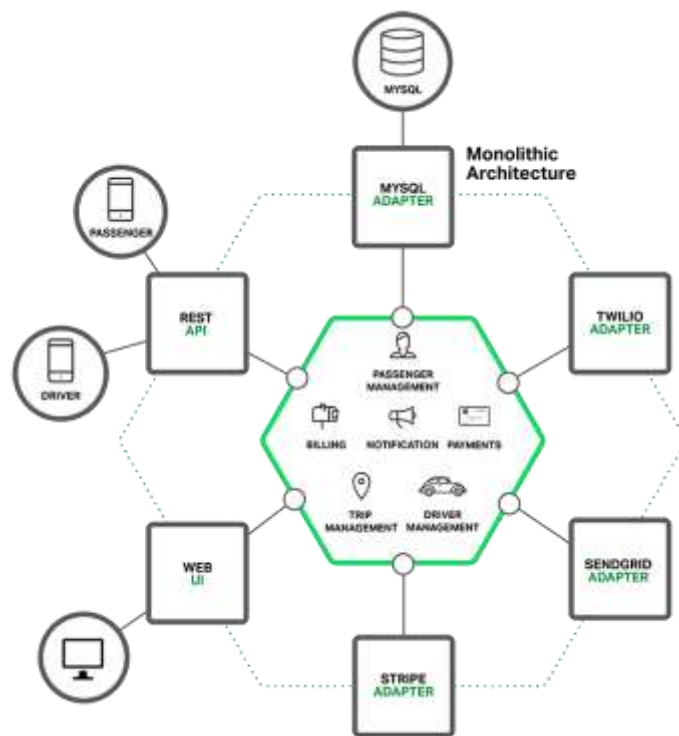 MYSQL
Monolithic
Architecture
MYSQL
ADAPTER
PASSENGER
REST
API
TWILIO
ADAPTER
DRIVER
PASSENGER
MANAGEMENT
BILLING
NOTIFICATION
PAYMENTS
TRIP
MANAGEMENT
DRIVER
MANAGEMENT
WEB
UI
SENDGRID
ADAPTER
STRIPE
ADAPTER